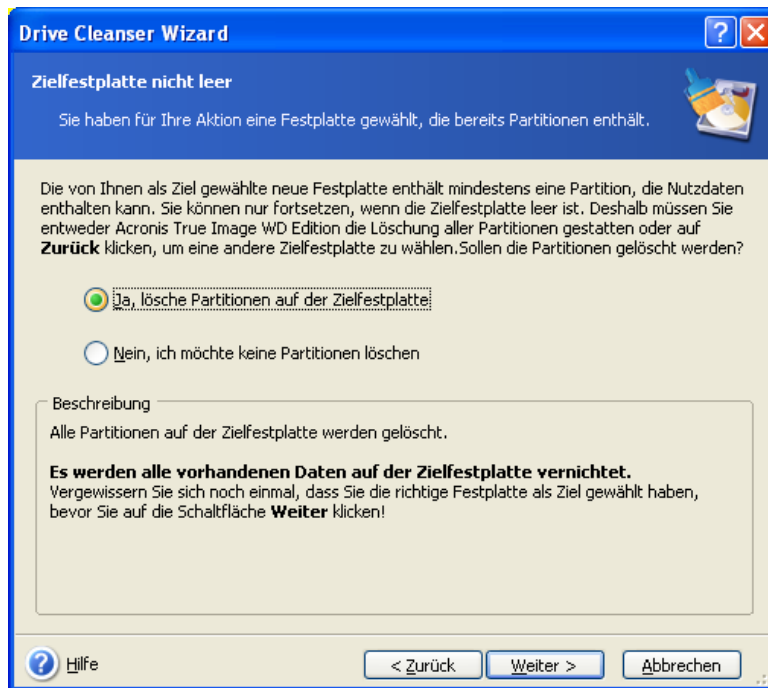 Drive Cleanser Wizard
Zielfestplatte nicht leer
Sie haben für Ihre Aktion eine Festplatte gewählt, die bereits Partitionen enthält.
Die von Ihnen als Ziel gewählte neue Festplatte enthält mindestens eine Partition, die Nutzdaten
enthalten kann. Sie können nur fortsetzen, wenn die Zielfestplatte leer ist. Deshalb müssen Sie
entweder Acronis True Image WD Edition die Löschung aller Partitionen gestatten oder auf
Zurück klicken, um eine andere Zielfestplatte zu wählen.Sollen die Partitionen gelöscht werden?
Ja, lösche Partitionen auf der Zielfestplatte
Nein, ich möchte keine Partitionen löschen
Beschreibung
Alle Partitionen auf der Zielfestplatte werden gelöscht.
Es werden alle vorhandenen Daten auf der Zielfestplatte vernichtet.
Vergewissern Sie sich noch einmal, dass Sie die richtige Festplatte als Ziel gewählt haben,
bevor Sie auf die Schaltfläche Weiter klicken!
Hilfe
< Zurück
Weiter >
Abbrechen